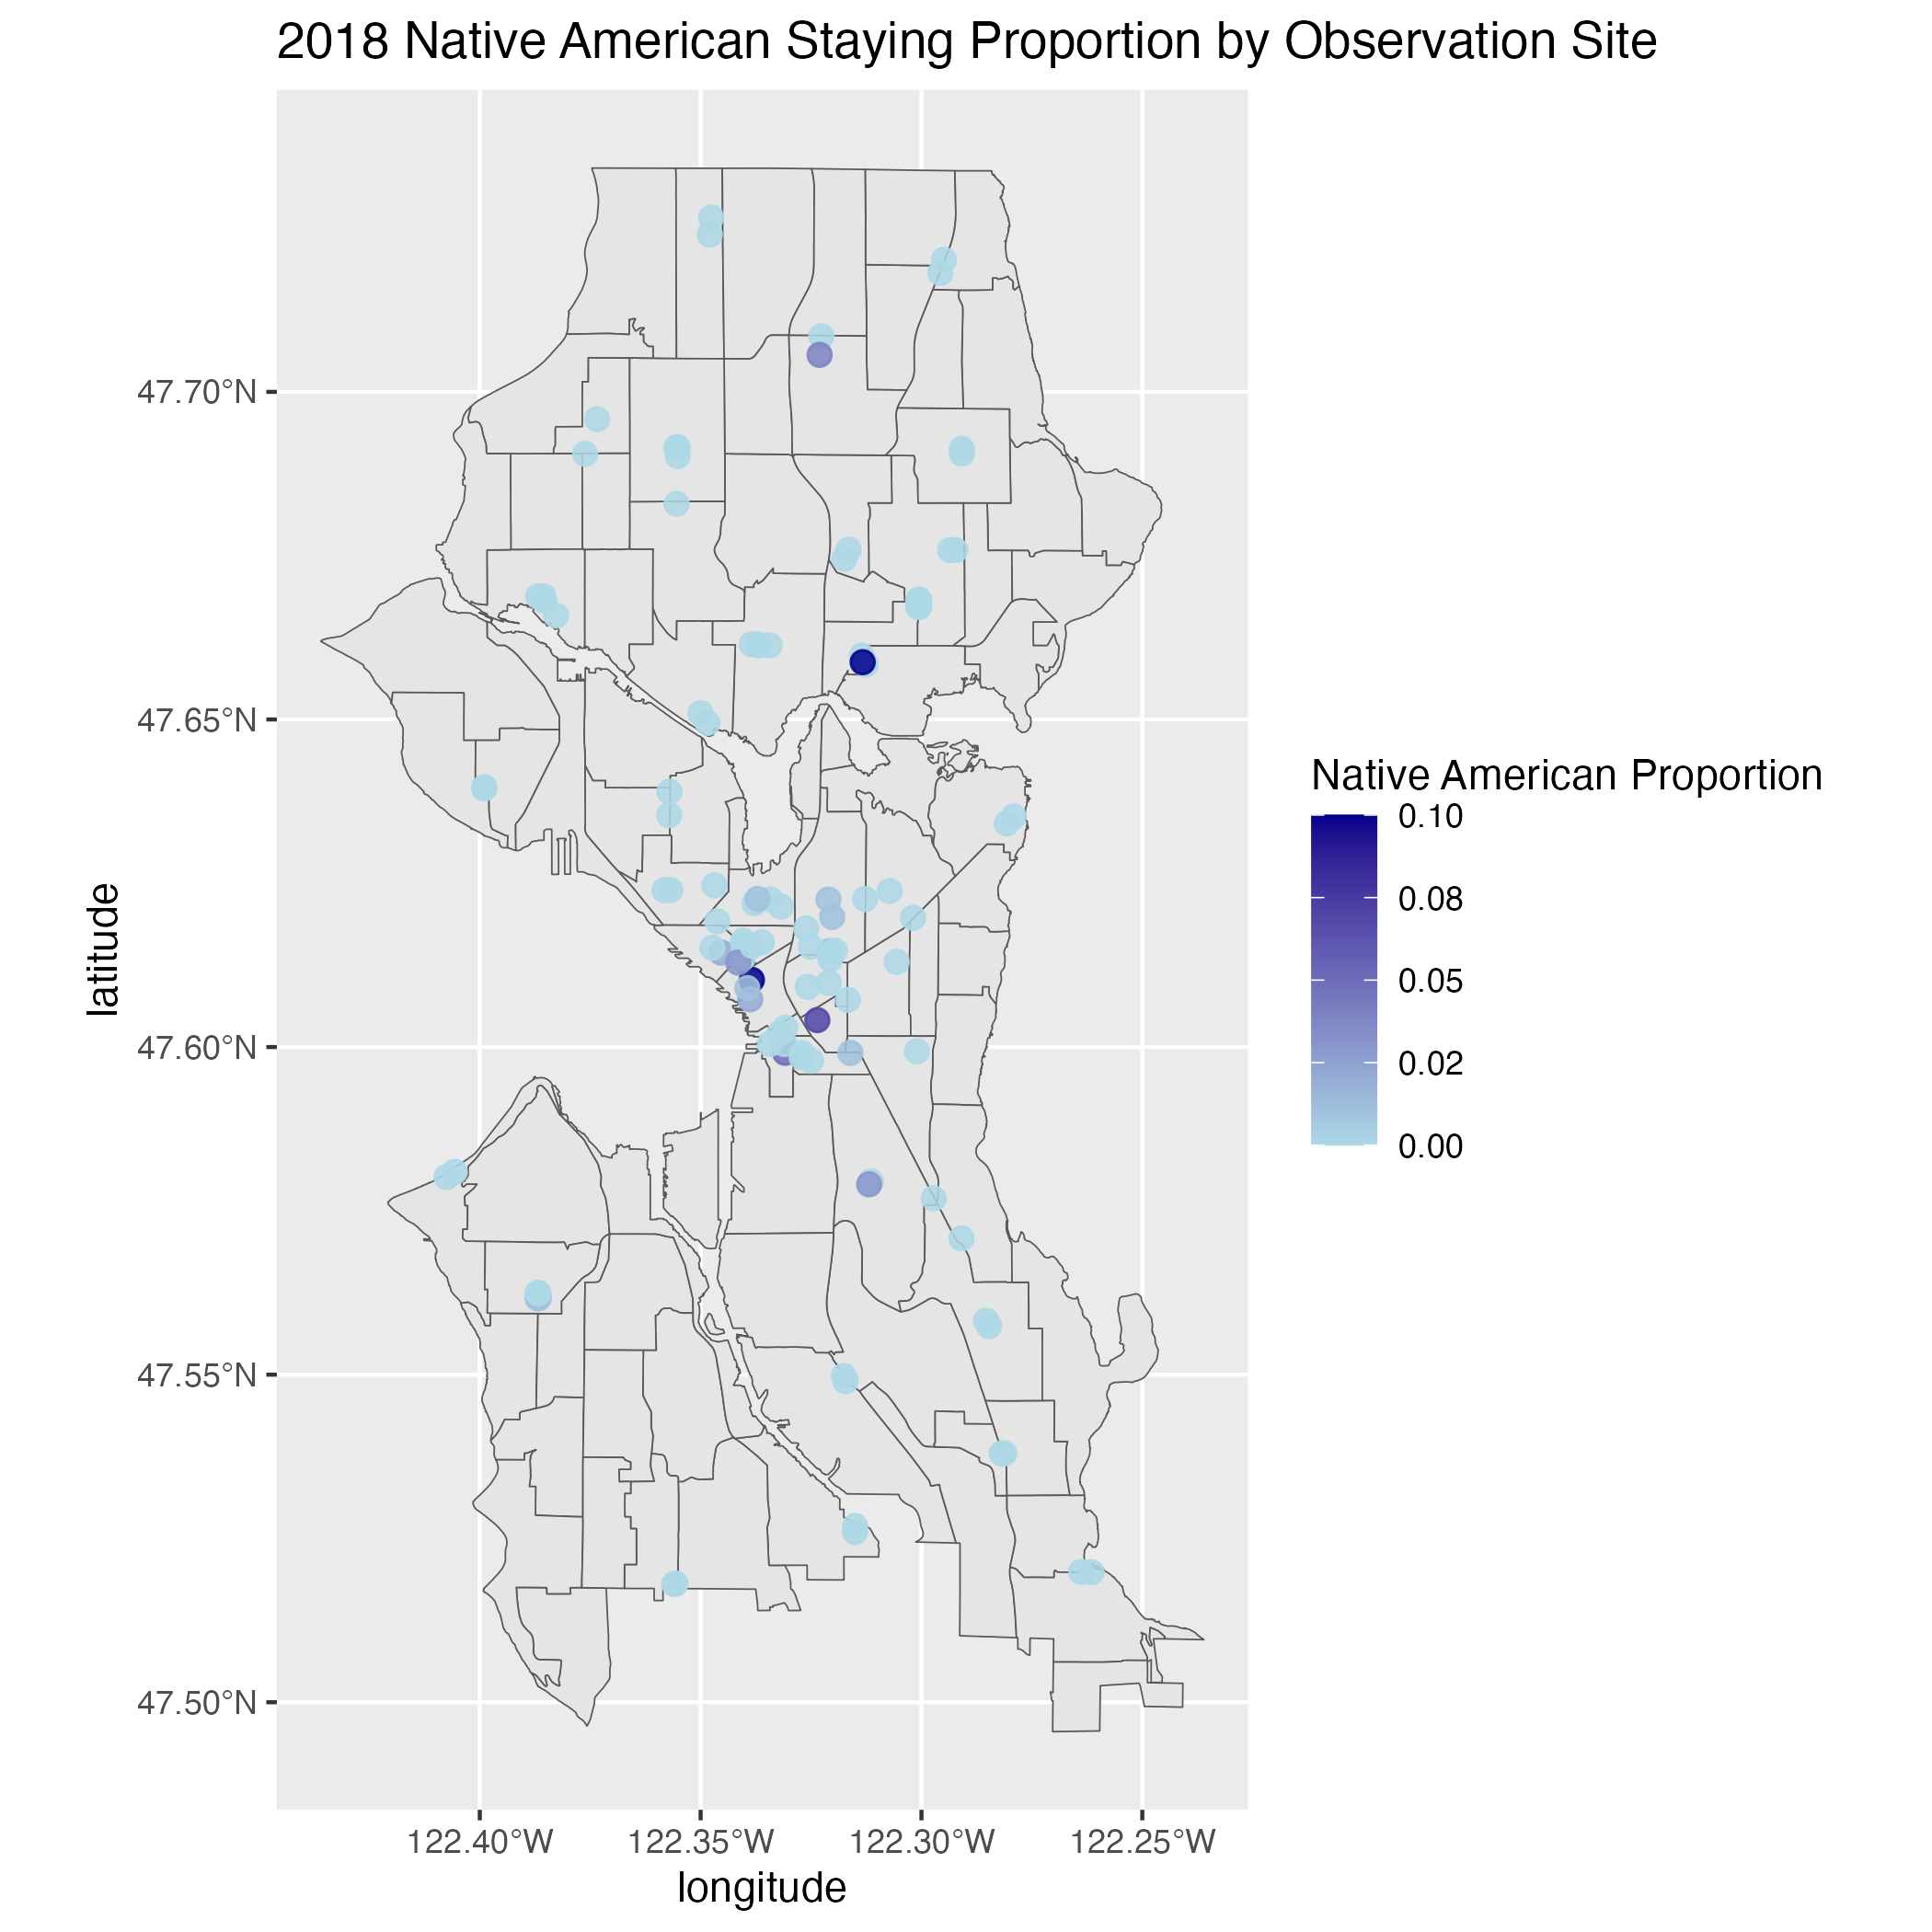 2018 Native American Staying Proportion by Observation Site
47.70°N
47.65°N
47.60°N
47.55°N
47.50°N
latitude
122.40°W
122.35°W
122.30°W
122.25°W
longitude
Native American Proportion
0.10
0.08
0.05
0.02
0.00